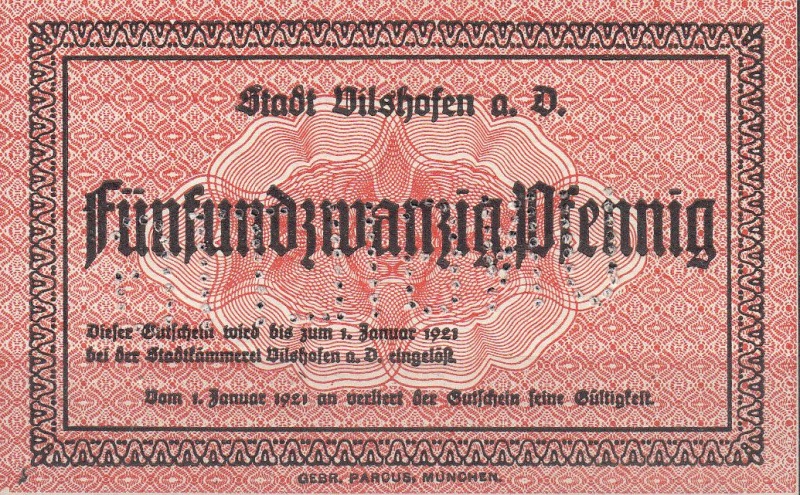 Stadt Vilshofen a. D.
Fünfundzwanzig Pfennig
Dieser Gutschein wird bis zum 1. Januar 1921
bei der Stadtkämmerei Vilshofen a. D. eingelöst.
Vom 1. Januar 1921 an verliert der Gutschein seine Gültigkeit.
GEBR. PARCUS, MÜNCHEN.